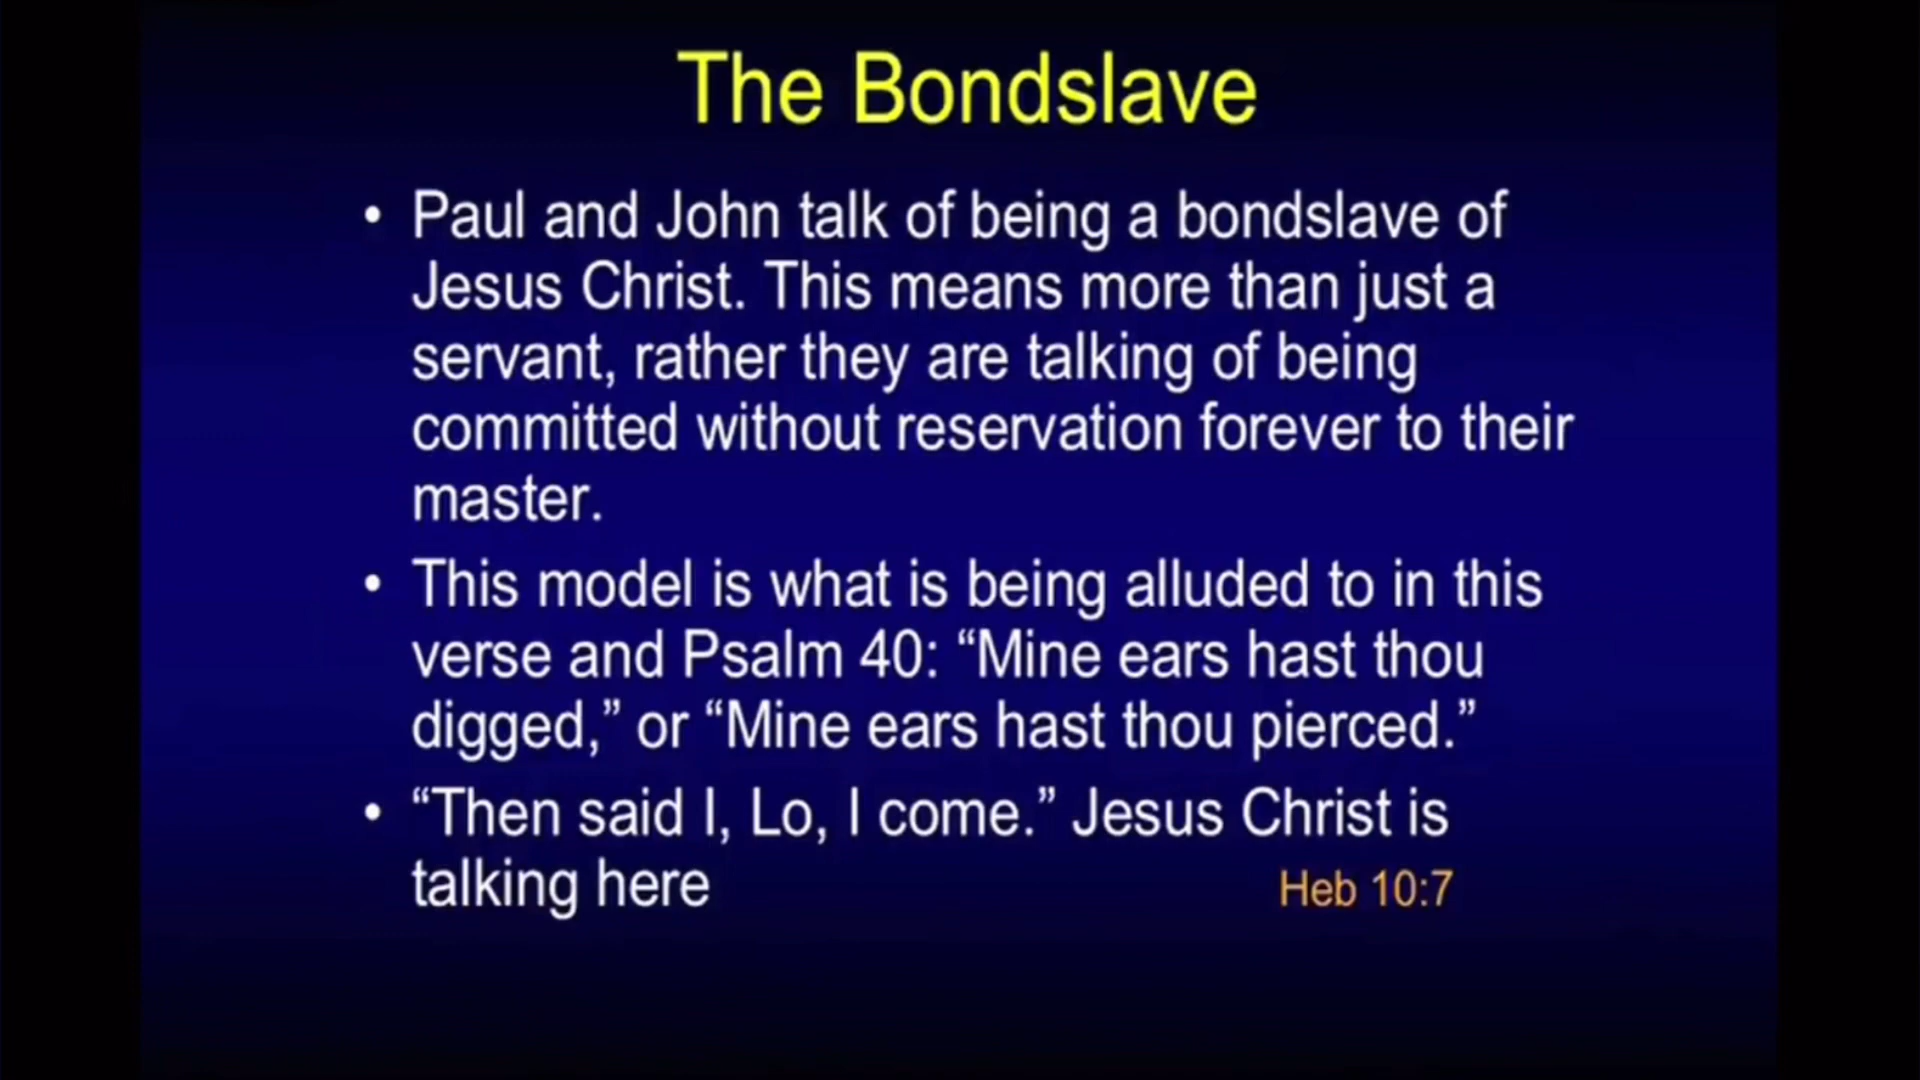 The Bondslave
• Paul and John talk of being a bondslave of
Jesus Christ. This means more than just a
servant, rather they are talking of being
committed without reservation forever to their
master.
• This model is what is being alluded to in this
verse and Psalm 40: “Mine ears hast thou
digged,” or “Mine ears hast thou pierced.”
• “Then said I, Lo, I come.” Jesus Christ is
talking here Heb 10:7